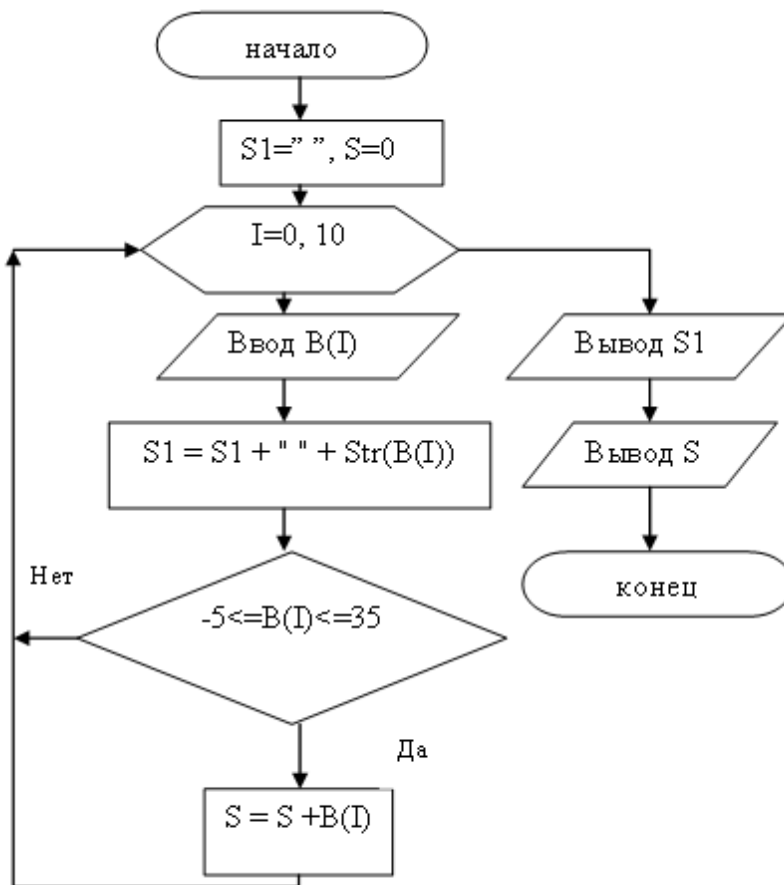 начало
S1=” ”, S=0
I=0, 10
Ввод B(I)
S1 = S1 + " " + Str(B(I))
Нет
-5<=B(I)<=35
Да
S = S +B(I)
Вывод S1
Вывод S
конец